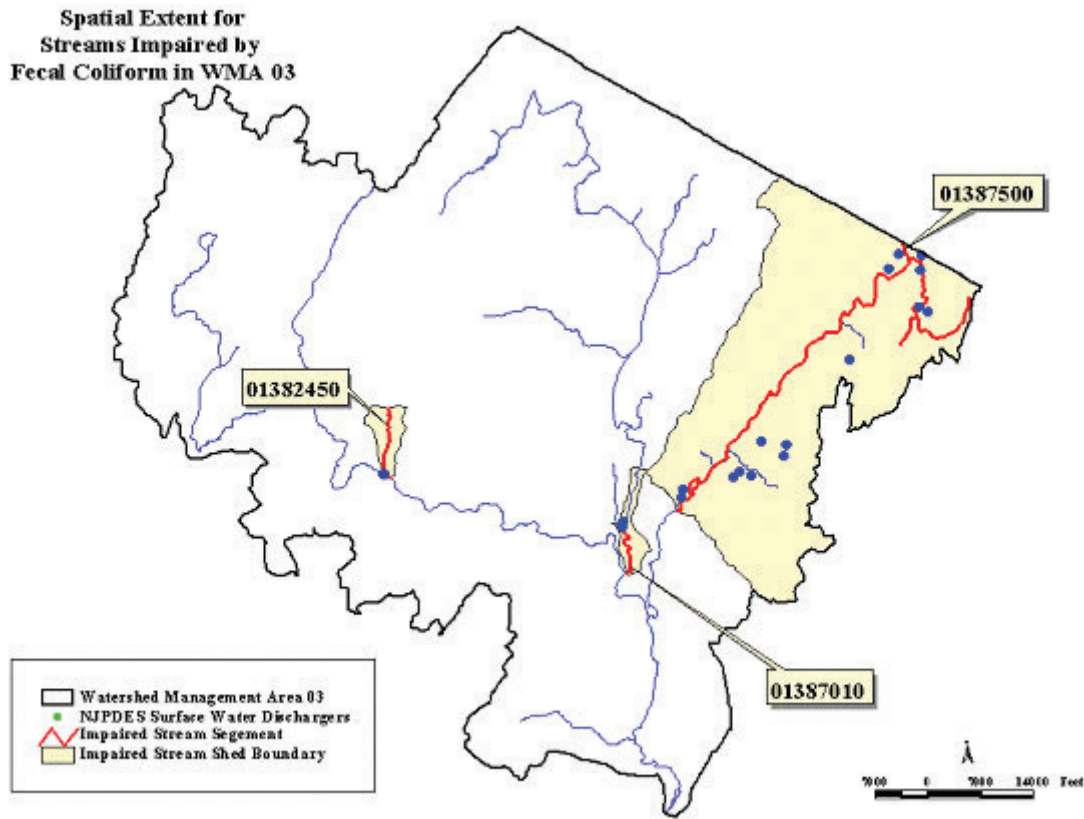 Spatial Extent for
Streams Impaired by
Fecal Coliform in WMA 03
01387500
01382450
01387010
Watershed Management Area 03
NJPDES Surface Water Dischargers
Impaired Stream Segement
Impaired Stream Shed Boundary
7000 0 7000 14000 Feet